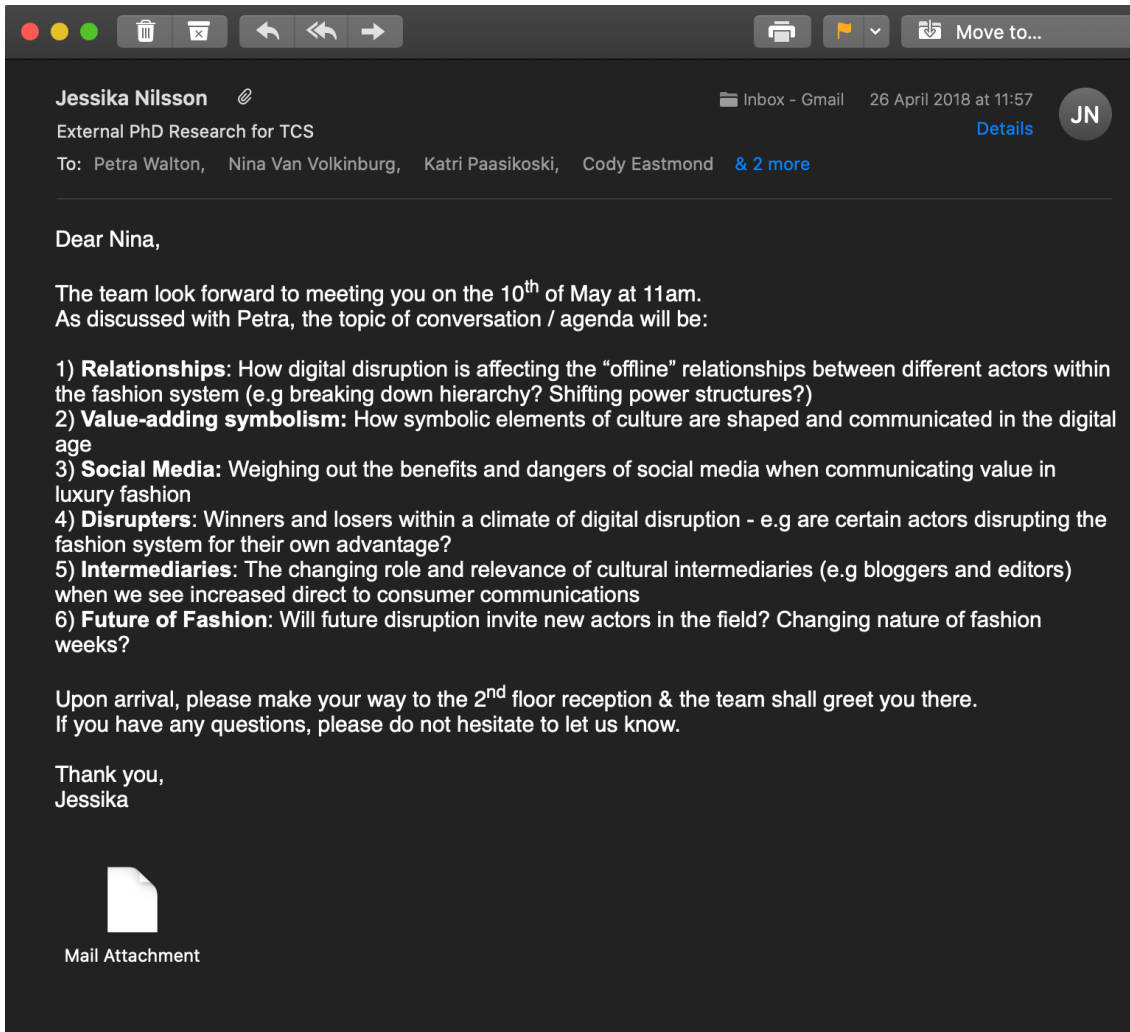 Move to...
Jessika Nilsson
Inbox - Gmail
26 April 2018 at 11:57
JN
External PhD Research for TCS
Details
To: Petra Walton, Nina Van Volkinburg, Katri Paasikoski, Cody Eastmond & 2 more
Dear Nina,
The team look forward to meeting you on the 10th of May at 11am.
As discussed with Petra, the topic of conversation / agenda will be:
1) Relationships: How digital disruption is affecting the “offline” relationships between different actors within
the fashion system (e.g breaking down hierarchy? Shifting power structures?)
2) Value-adding symbolism: How symbolic elements of culture are shaped and communicated in the digital
age
3) Social Media: Weighing out the benefits and dangers of social media when communicating value in
luxury fashion
4) Disrupters: Winners and losers within a climate of digital disruption - e.g are certain actors disrupting the
fashion system for their own advantage?
5) Intermediaries: The changing role and relevance of cultural intermediaries (e.g bloggers and editors)
when we see increased direct to consumer communications
6) Future of Fashion: Will future disruption invite new actors in the field? Changing nature of fashion
weeks?
Upon arrival, please make your way to the 2nd floor reception & the team shall greet you there.
If you have any questions, please do not hesitate to let us know.
Thank you,
Jessika
Mail Attachment